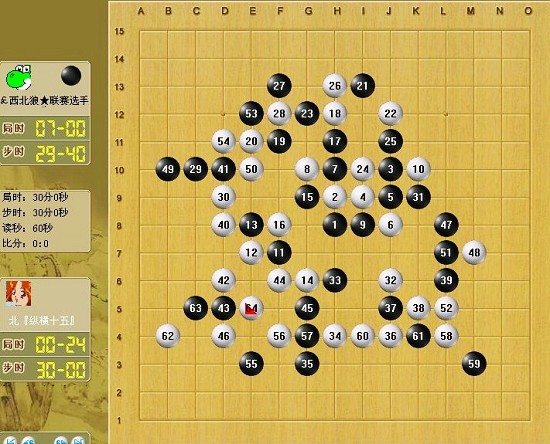 A B C D E F G H I J K L M N O
15
14
13 27 26 21
12 53 28 23 18 22
11 54 20 19 17 25
10 49 29 41 50 8 7 24 3 10
9 30 15 2 4 5 31
8 40 13 16 1 9 6 47
7 12 11 51 48
6 42 44 14 33 32 39
5 63 43 64 45 37 38 52
4 62 46 56 57 34 60 36 61 58
3 55 35 59
2
1
西北狼★联赛选手
局时 07-00
步时 29-40
局时：30分0秒
步时：30分0秒
读秒：60秒
比分：0:0
北『纵横十五』
局时 00-24
步时 30-00